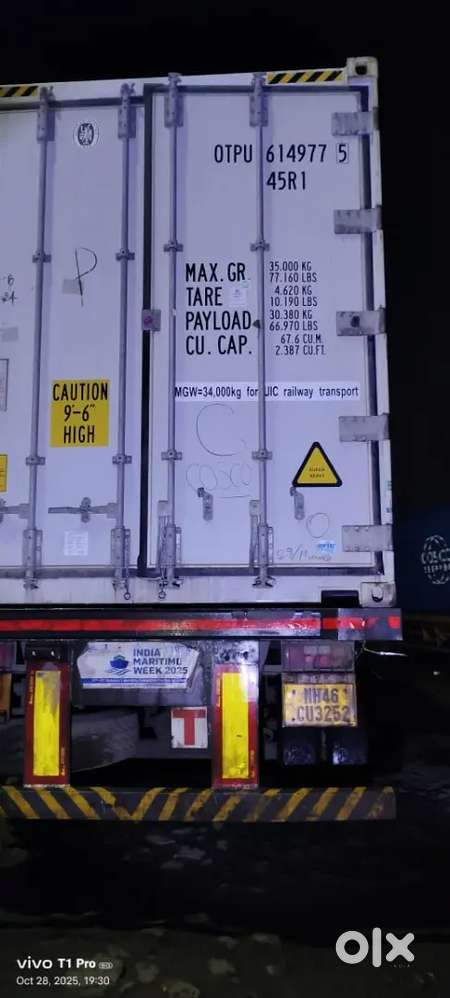 OTPU 614977 5
45R1
P
MAX. GR. 35.000 KG
77.160 LBS
TARE 4.620 KG
10.190 LBS
PAYLOAD 30.380 KG
66.970 LBS
CU. CAP. 67.6 CU.M.
2.387 CU.FT.
MGW=34,000kg for UIC railway transport
CAUTION
9'-6"
HIGH
C
COSCO
INDIA
MARITIME
WEEK 2025
T
MH46
CU3252
vivo T1 Pro 5G
Oct 28, 2025, 19:30
olx
INDIA